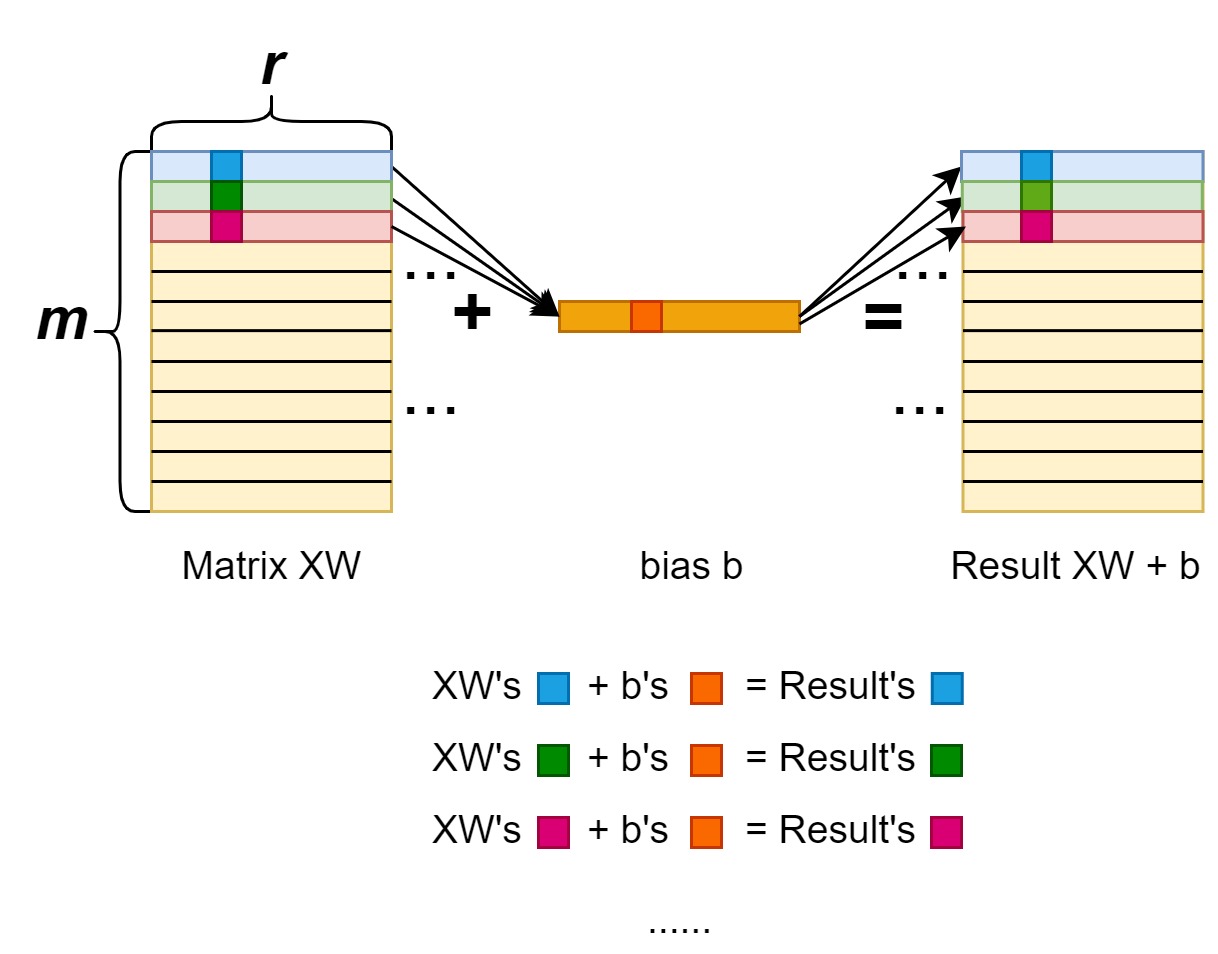 r
m
...
+
=
...
...
...
Matrix XW
bias b
Result XW + b
XW's + b's = Result's
XW's + b's = Result's
XW's + b's = Result's
......